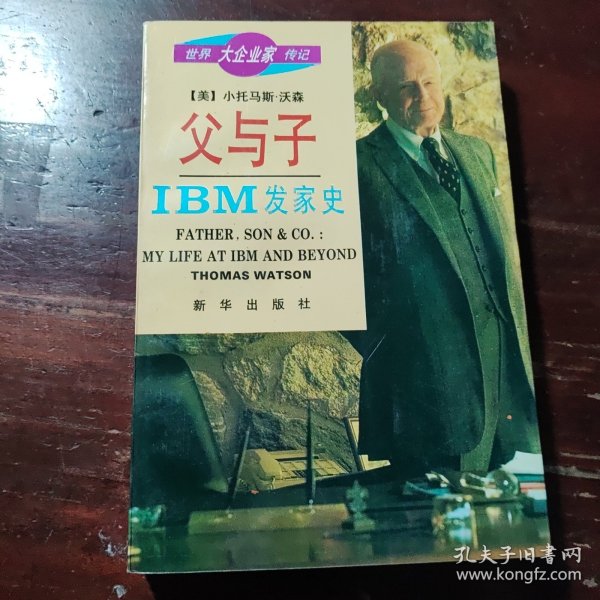 世界 大企业家 传记
【美】小托马斯·沃森
父与子
IBM发家史
FATHER, SON & CO.:
MY LIFE AT IBM AND BEYOND
THOMAS WATSON
新华出版社
孔夫子旧书网
www.kongfz.com